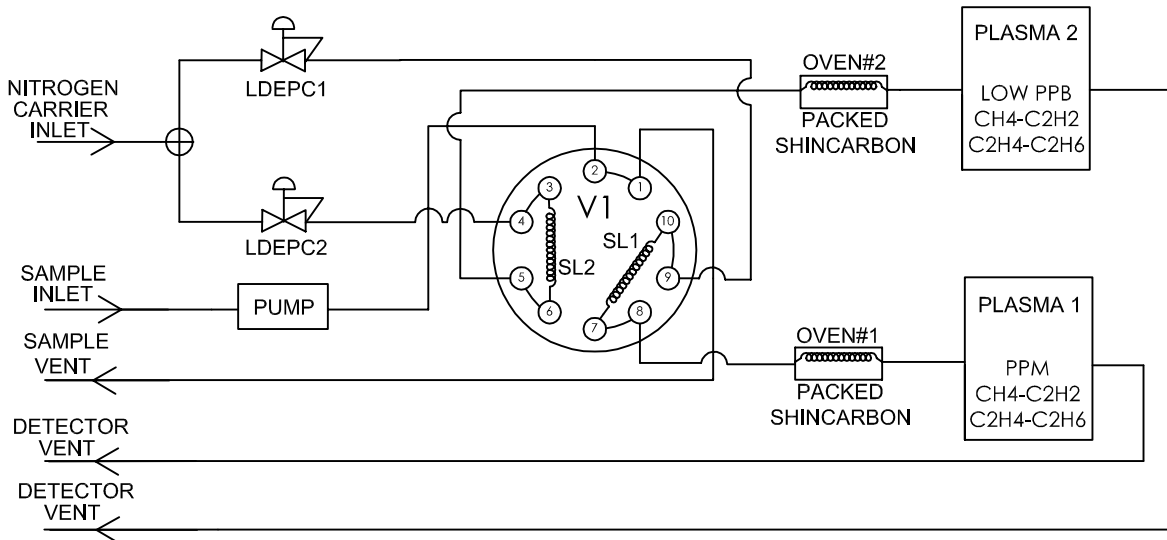 NITROGEN
CARRIER
INLET
LDEPC1
LDEPC2
SAMPLE
INLET
PUMP
SAMPLE
VENT
DETECTOR
VENT
DETECTOR
VENT
V1
SL1
SL2
1
2
3
4
5
6
7
8
9
10
OVEN#2
PACKED
SHINCARBON
PLASMA 2
LOW PPB
CH4-C2H2
C2H4-C2H6
OVEN#1
PACKED
SHINCARBON
PLASMA 1
PPM
CH4-C2H2
C2H4-C2H6